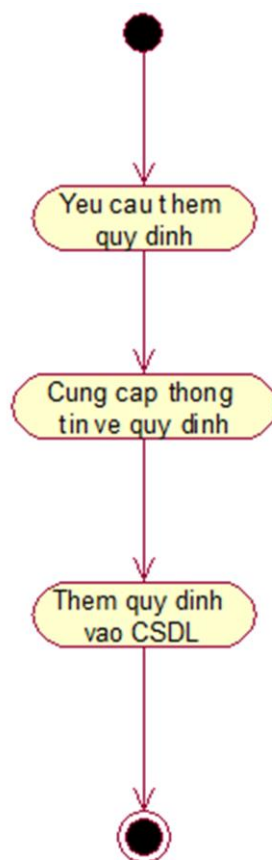 Yeu cau them
quy dinh
Cung cap thong
tin ve quy dinh
Them quy dinh
vao CSDL